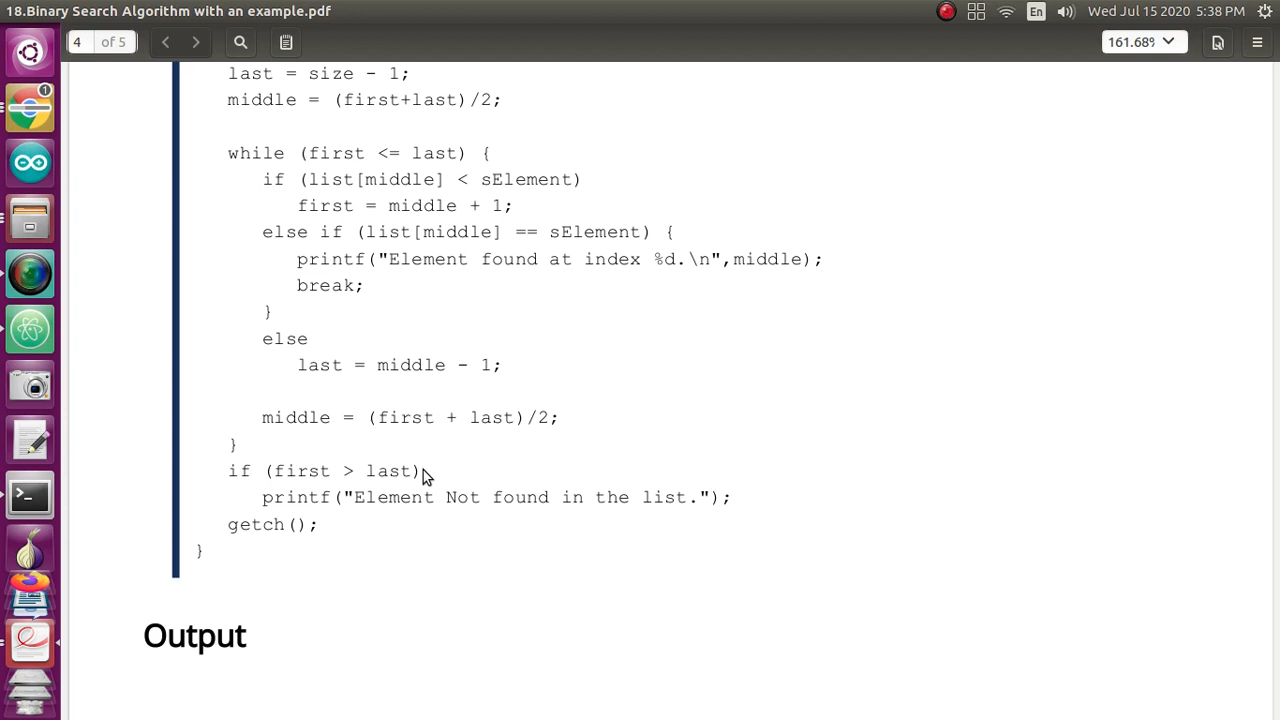 18.Binary Search Algorithm with an example.pdf
En
Wed Jul 15 2020 5:38 PM
4 of 5
161.68%
1
last = size - 1;
middle = (first+last)/2;
while (first <= last) {
if (list[middle] < sElement)
first = middle + 1;
else if (list[middle] == sElement) {
printf("Element found at index %d.\n",middle);
break;
}
else
last = middle - 1;
middle = (first + last)/2;
}
if (first > last)
printf("Element Not found in the list.");
getch();
}
Output